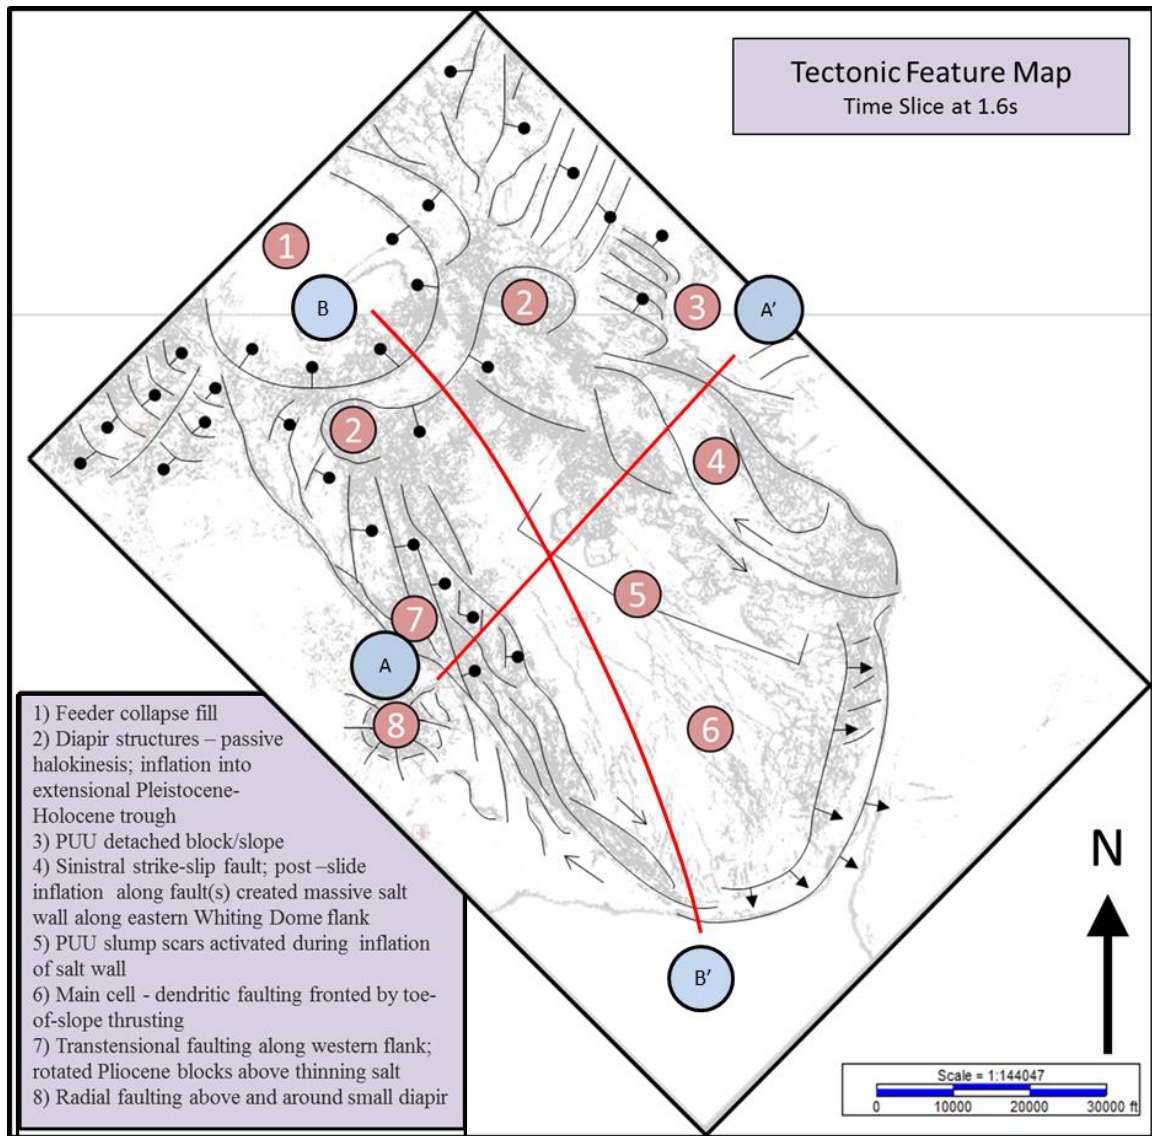 Tectonic Feature Map
Time Slice at 1.6s
1
B
2
3
A'
2
4
5
7
A
8
6
B'
N
1) Feeder collapse fill
2) Diapir structures – passive
halokinesis; inflation into
extensional Pleistocene-
Holocene trough
3) PUU detached block/slope
4) Sinistral strike-slip fault; post –slide
inflation along fault(s) created massive salt
wall along eastern Whiting Dome flank
5) PUU slump scars activated during inflation
of salt wall
6) Main cell - dendritic faulting fronted by toe-
of-slope thrusting
7) Transtensional faulting along western flank;
rotated Pliocene blocks above thinning salt
8) Radial faulting above and around small diapir
Scale = 1:144047
0 10000 20000 30000 ft